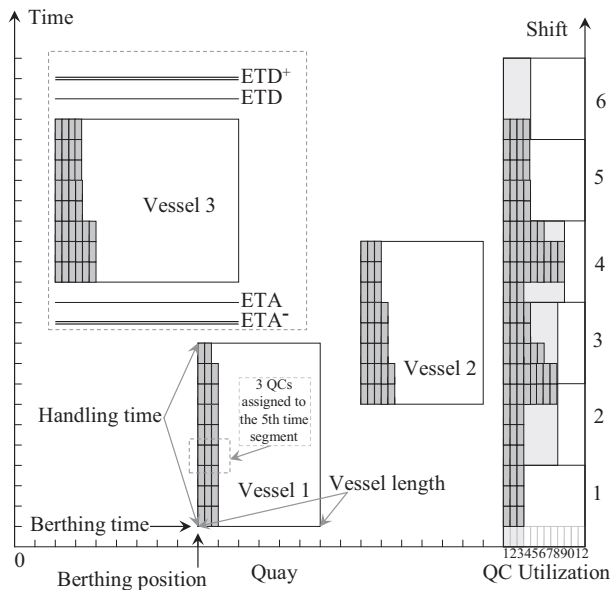 Time
Shift
ETD+
ETD
6
Vessel 3
5
4
ETA
ETA-
3
Vessel 2
3 QCs
assigned to
the 5th time
segment
Handling time
2
Vessel 1
Vessel length
1
Berthing time
0
123456789101112
Berthing position
Quay
QC Utilization